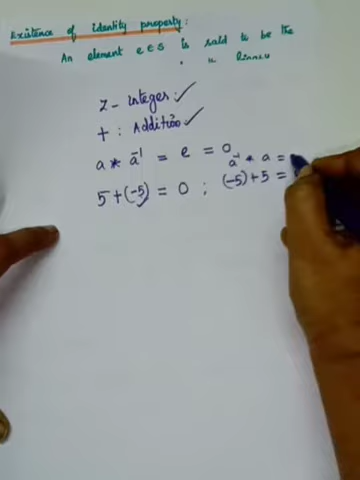 Existence of identity property:
An element e ∈ S is said to be the
Z - integers ✓
+ : Addition ✓
a * a⁻¹ = e = 0
a⁻¹ * a =
5 + (-5) = 0 ; (-5) + 5 =